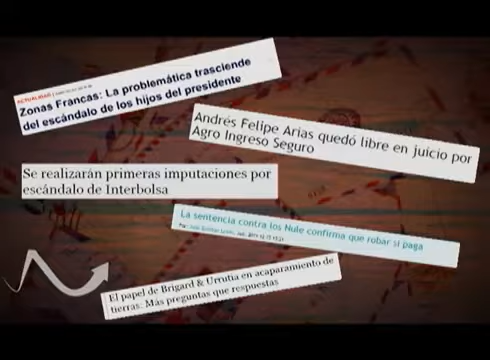 ACTUALIDAD
Zonas Francas: La problemática trasciende
del escándalo de los hijos del presidente
Andrés Felipe Arias quedó libre en juicio por
Agro Ingreso Seguro
Se realizarán primeras imputaciones por
escándalo de Interbolsa
La sentencia contra los Nule confirma que robar sí paga
Por:
El papel de Brigard & Urrutia en acaparamiento de
tierras: Más preguntas que respuestas